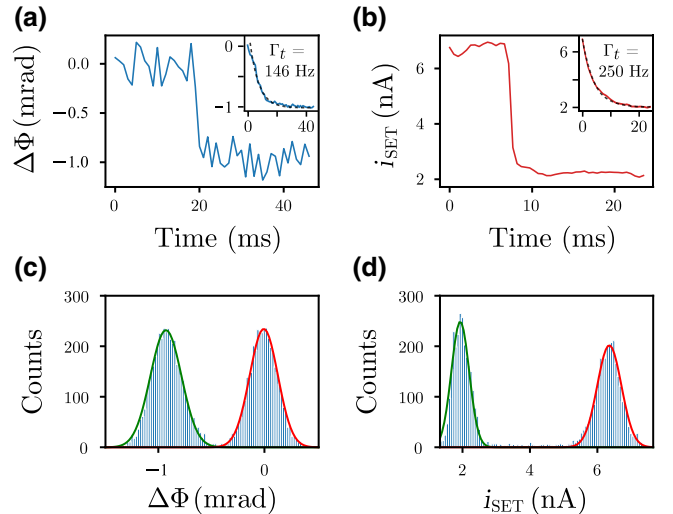 (a)
ΔΦ (mrad)
0.0
−0.5
−1.0
0
20
40
Time (ms)
0
−1
0
40
Γt =
146 Hz
(b)
iSET (nA)
6
4
2
0
10
20
Time (ms)
6
4
2
0
20
Γt =
250 Hz
(c)
Counts
300
200
100
0
−1
0
ΔΦ (mrad)
(d)
Counts
300
200
100
0
2
4
6
iSET (nA)